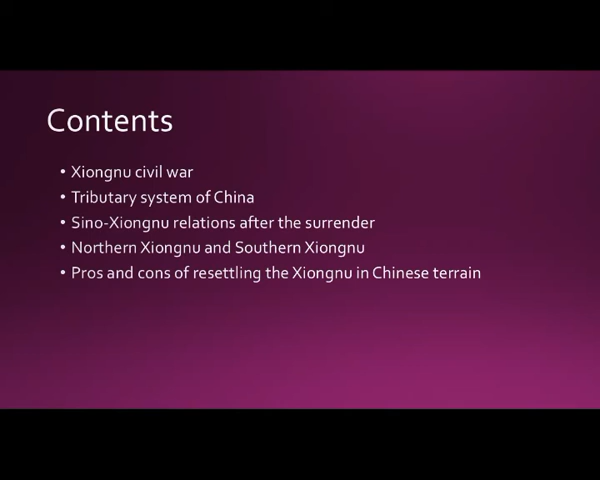 Contents
• Xiongnu civil war
• Tributary system of China
• Sino-Xiongnu relations after the surrender
• Northern Xiongnu and Southern Xiongnu
• Pros and cons of resettling the Xiongnu in Chinese terrain